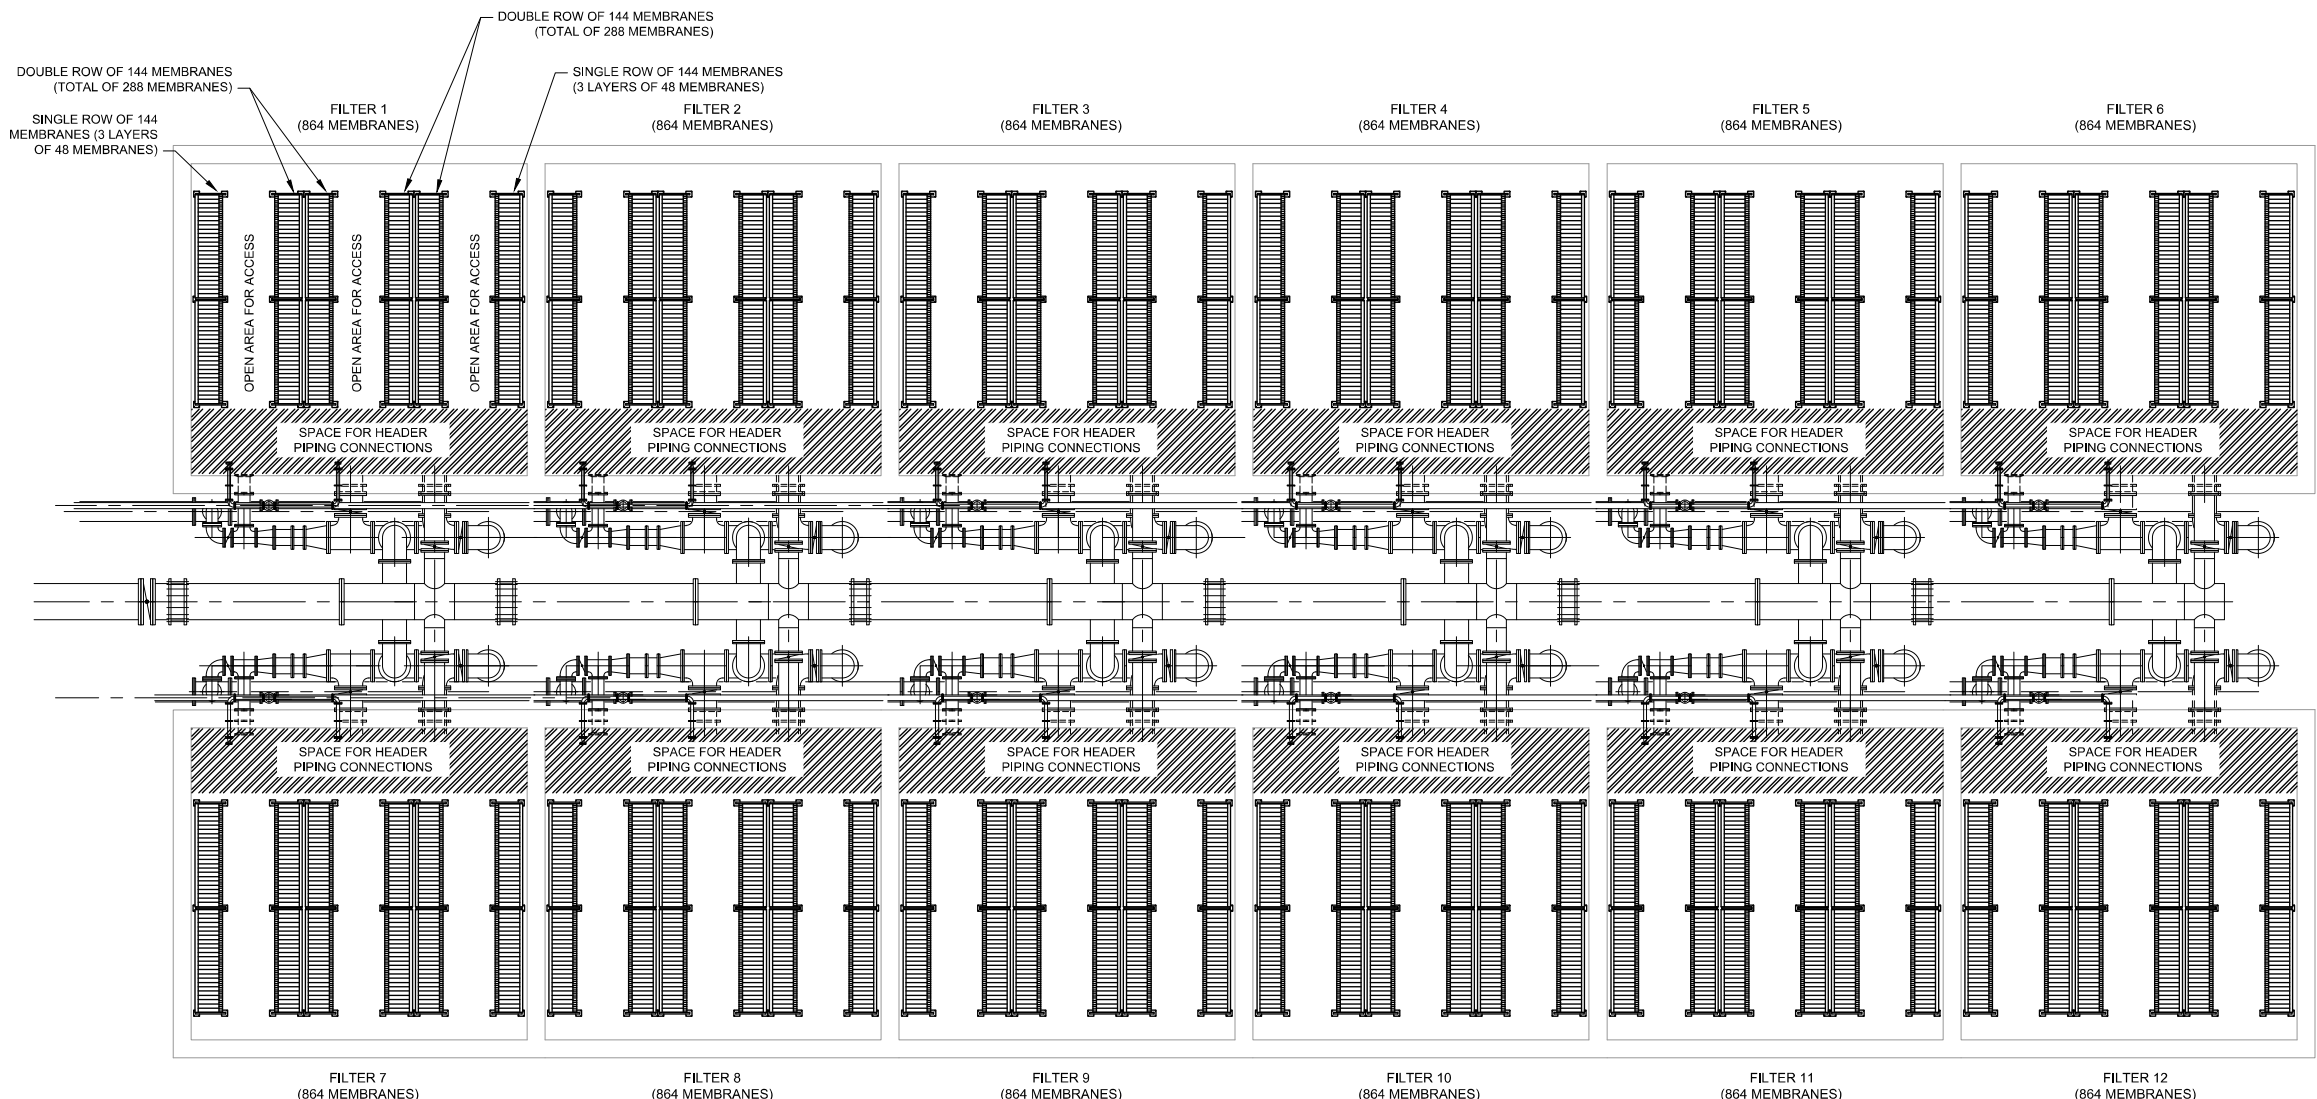 DOUBLE ROW OF 144 MEMBRANES
(TOTAL OF 288 MEMBRANES)
DOUBLE ROW OF 144 MEMBRANES
(TOTAL OF 288 MEMBRANES)
SINGLE ROW OF 144 MEMBRANES
(3 LAYERS OF 48 MEMBRANES)
SINGLE ROW OF 144
MEMBRANES (3 LAYERS
OF 48 MEMBRANES)
FILTER 1
(864 MEMBRANES)
FILTER 2
(864 MEMBRANES)
FILTER 3
(864 MEMBRANES)
FILTER 4
(864 MEMBRANES)
FILTER 5
(864 MEMBRANES)
FILTER 6
(864 MEMBRANES)
OPEN AREA FOR ACCESS
OPEN AREA FOR ACCESS
OPEN AREA FOR ACCESS
SPACE FOR HEADER
PIPING CONNECTIONS
SPACE FOR HEADER
PIPING CONNECTIONS
SPACE FOR HEADER
PIPING CONNECTIONS
SPACE FOR HEADER
PIPING CONNECTIONS
SPACE FOR HEADER
PIPING CONNECTIONS
SPACE FOR HEADER
PIPING CONNECTIONS
SPACE FOR HEADER
PIPING CONNECTIONS
SPACE FOR HEADER
PIPING CONNECTIONS
SPACE FOR HEADER
PIPING CONNECTIONS
SPACE FOR HEADER
PIPING CONNECTIONS
SPACE FOR HEADER
PIPING CONNECTIONS
SPACE FOR HEADER
PIPING CONNECTIONS
FILTER 7
(864 MEMBRANES)
FILTER 8
(864 MEMBRANES)
FILTER 9
(864 MEMBRANES)
FILTER 10
(864 MEMBRANES)
FILTER 11
(864 MEMBRANES)
FILTER 12
(864 MEMBRANES)